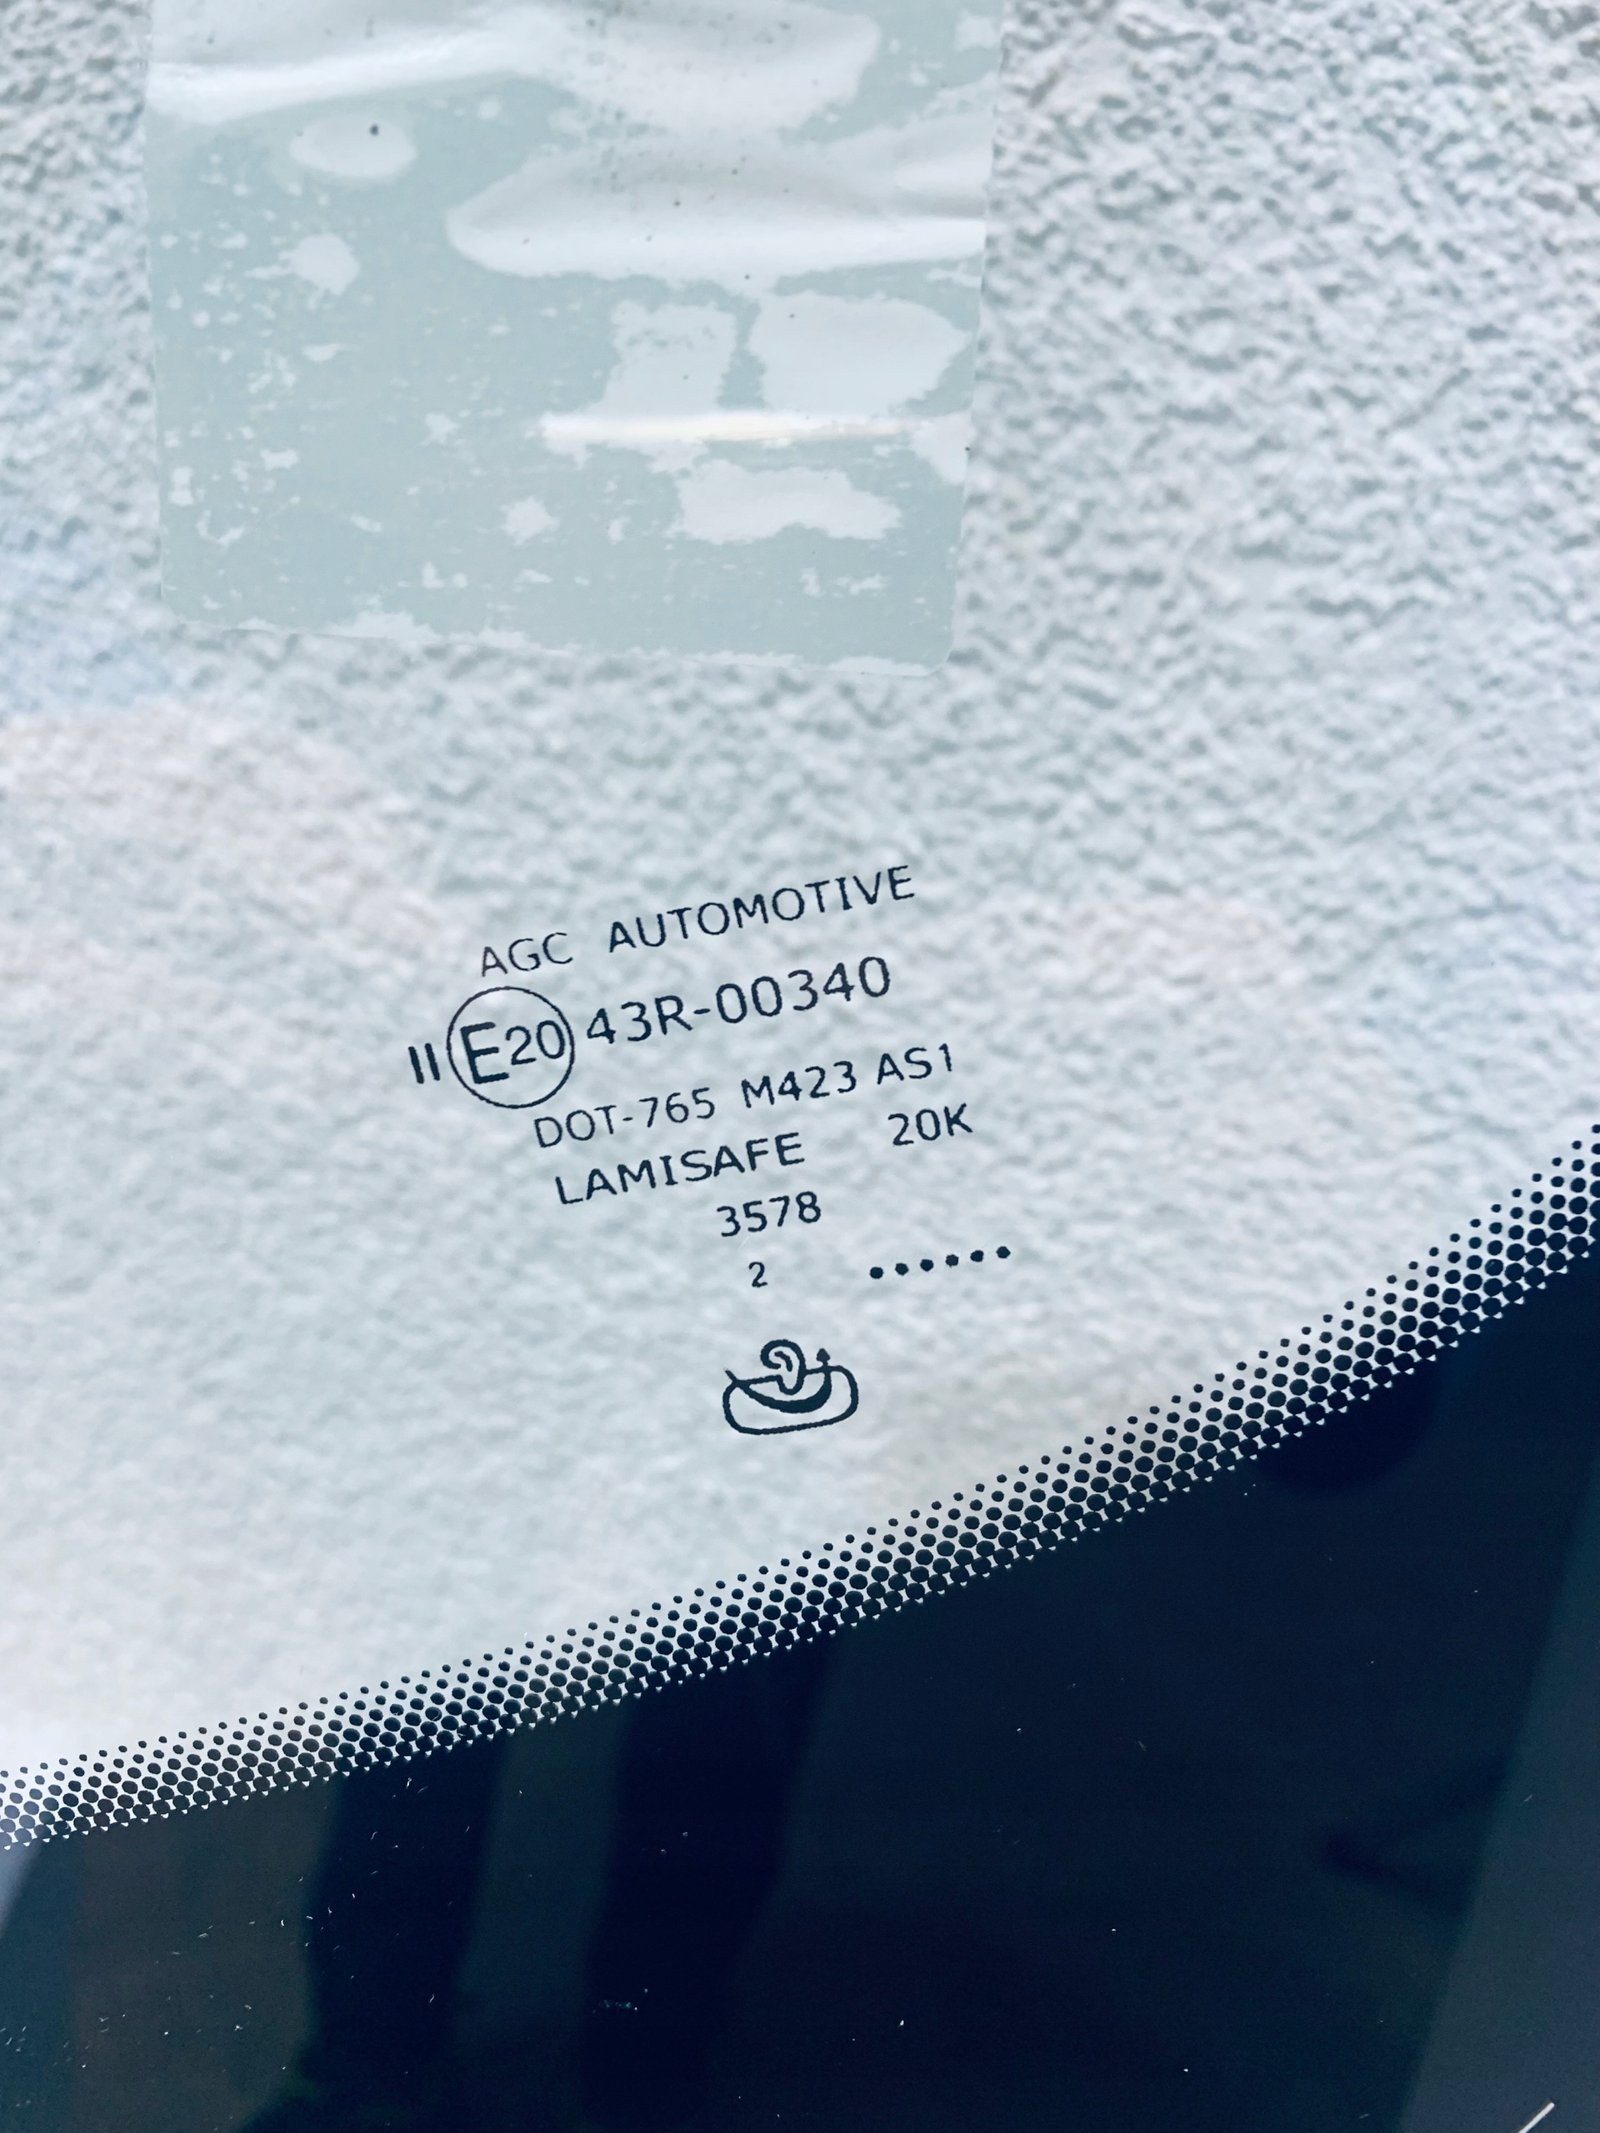 AGC AUTOMOTIVE
II E20 43R-00340
DOT-765 M423 AS1
LAMISAFE 20K
3578
2 ••••••